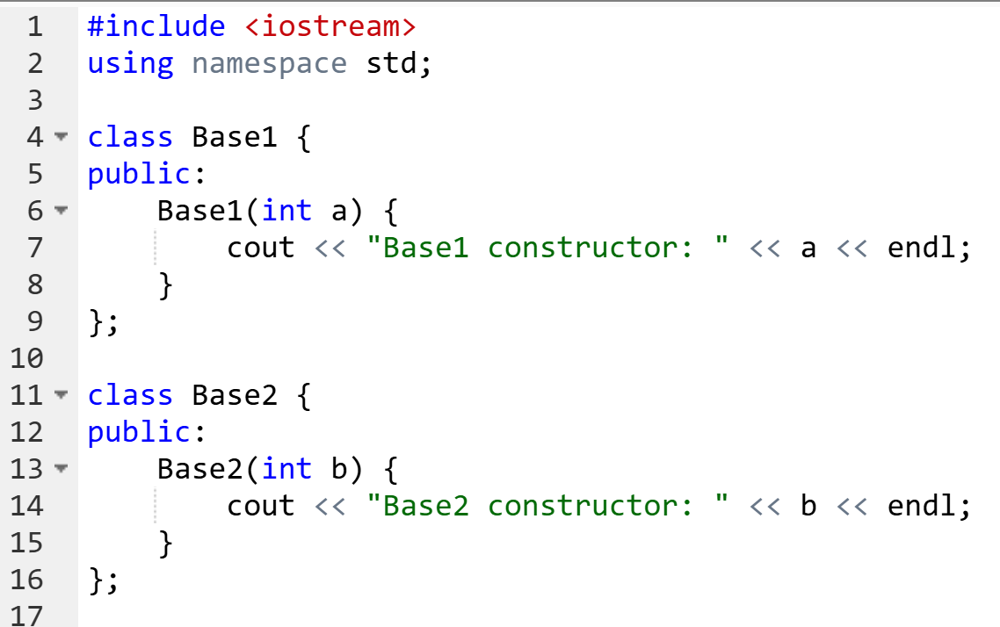 1 #include <iostream>
2 using namespace std;
3
4 class Base1 {
5 public:
6     Base1(int a) {
7         cout << "Base1 constructor: " << a << endl;
8     }
9 };
10
11 class Base2 {
12 public:
13     Base2(int b) {
14         cout << "Base2 constructor: " << b << endl;
15     }
16 };
17